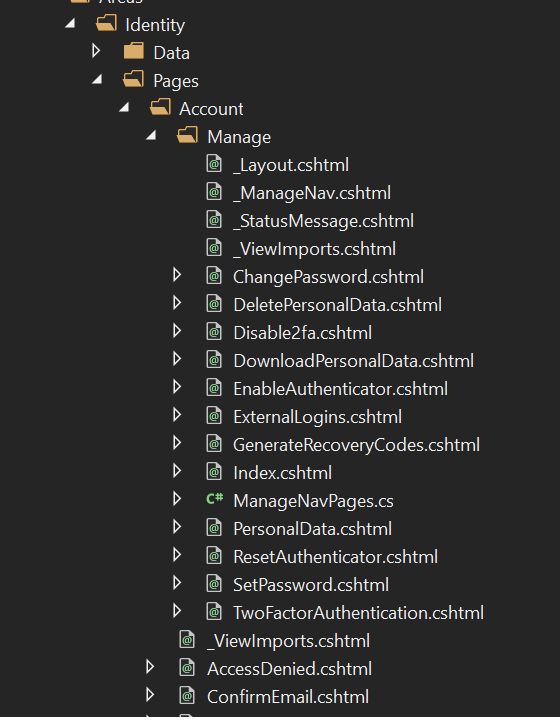 Areas
Identity
Data
Pages
Account
Manage
_Layout.cshtml
_ManageNav.cshtml
_StatusMessage.cshtml
_ViewImports.cshtml
ChangePassword.cshtml
DeletePersonalData.cshtml
Disable2fa.cshtml
DownloadPersonalData.cshtml
EnableAuthenticator.cshtml
ExternalLogins.cshtml
GenerateRecoveryCodes.cshtml
Index.cshtml
C# ManageNavPages.cs
PersonalData.cshtml
ResetAuthenticator.cshtml
SetPassword.cshtml
TwoFactorAuthentication.cshtml
_ViewImports.cshtml
AccessDenied.cshtml
ConfirmEmail.cshtml